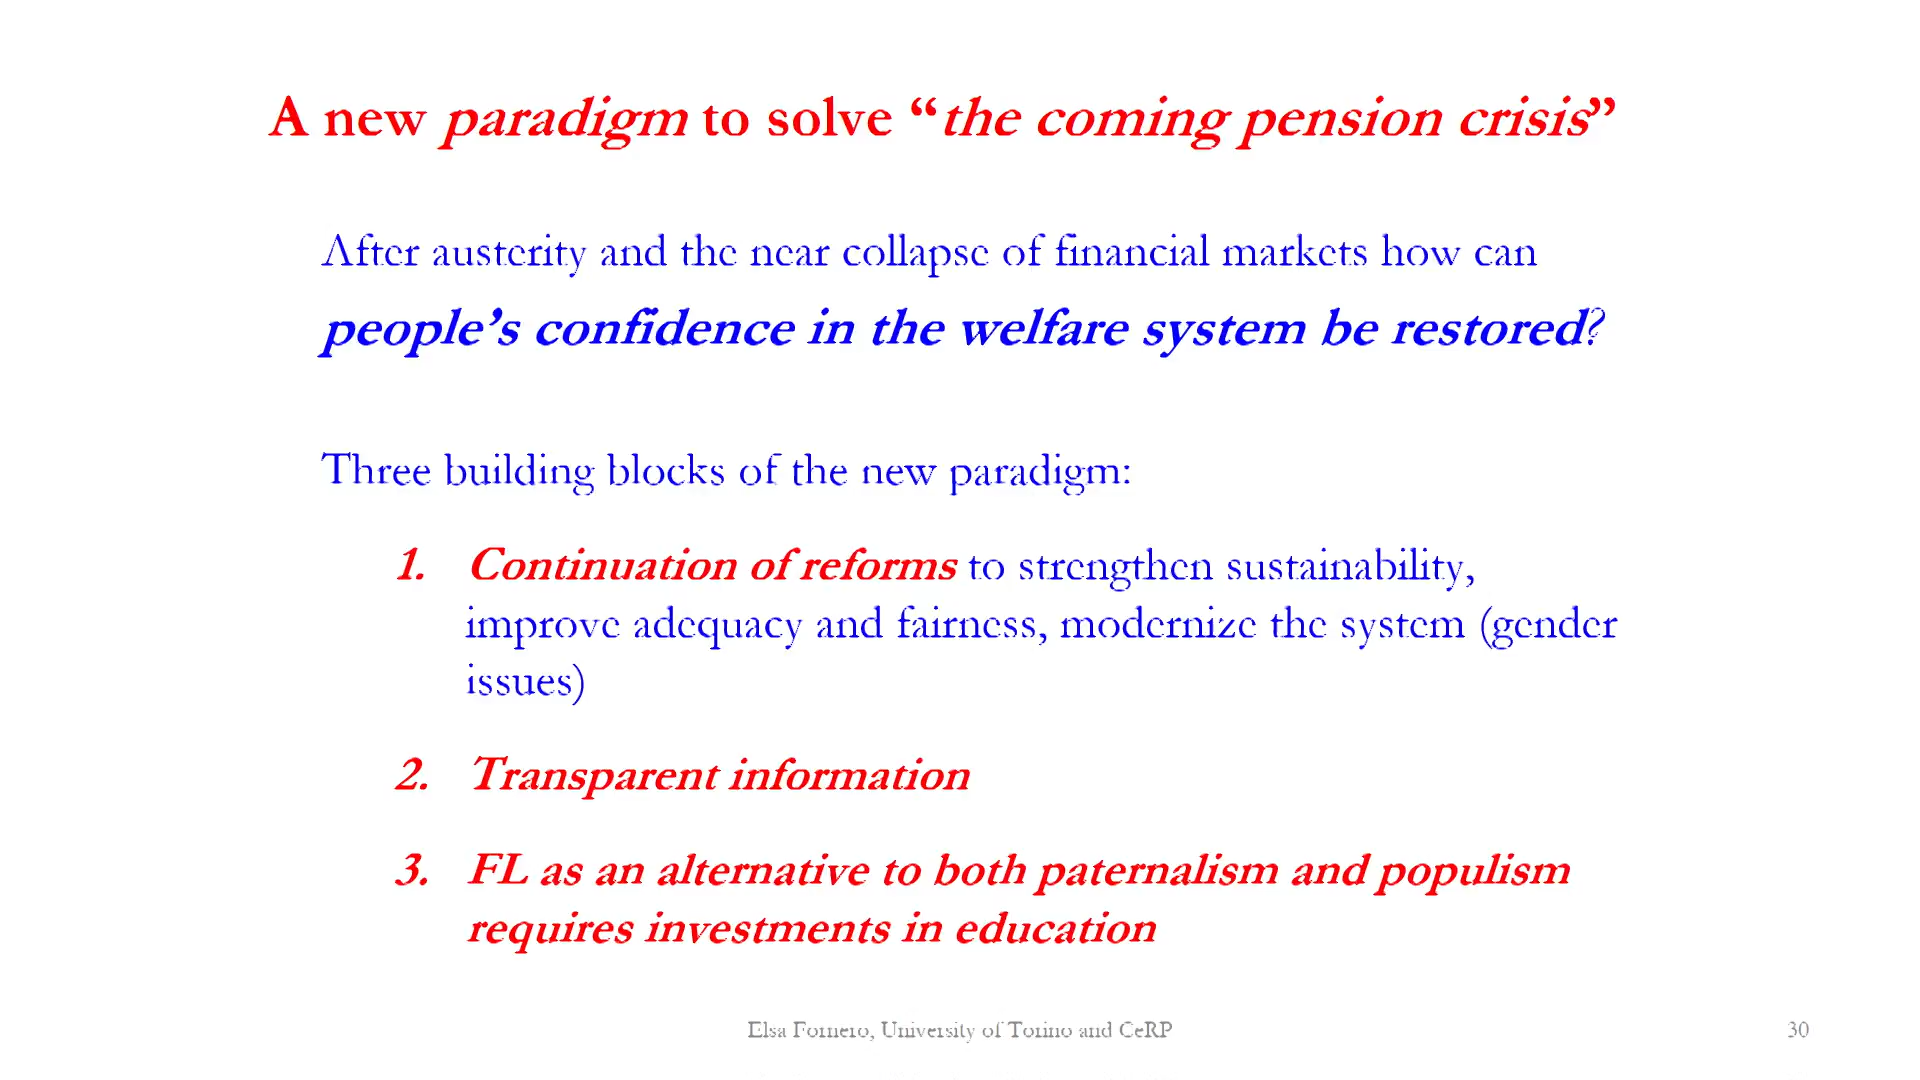 A new paradigm to solve “the coming pension crisis”
After austerity and the near collapse of financial markets how can
people’s confidence in the welfare system be restored?
Three building blocks of the new paradigm:
1. Continuation of reforms to strengthen sustainability,
improve adequacy and fairness, modernize the system (gender
issues)
2. Transparent information
3. FL as an alternative to both paternalism and populism
requires investments in education
Elsa Fornero, University of Torino and CeRP
30